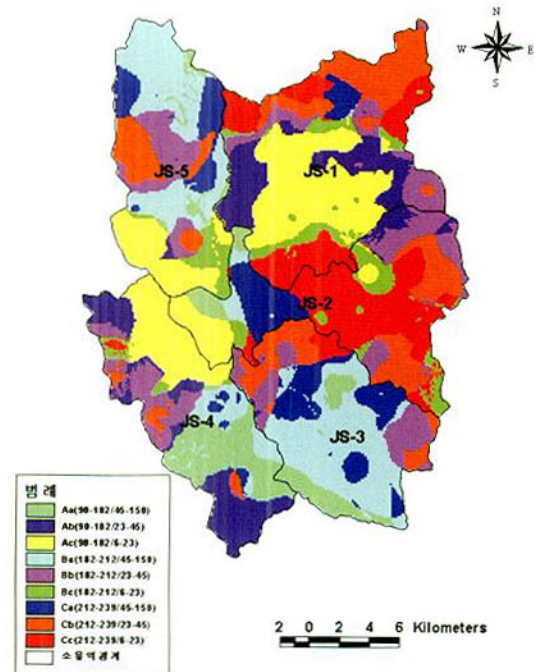 N
W E
S
JS-5
JS-1
JS-2
JS-4
JS-3
범 례
Aa(90-182/45-150)
Ab(90-182/23-45)
Ac(90-182/6-23)
Ba(182-212/45-150)
Bb(182-212/23-45)
Bc(182-212/6-23)
Ca(212-239/45-150)
Cb(212-239/23-45)
Cc(212-239/6-23)
소유역경계
2 0 2 4 6 Kilometers